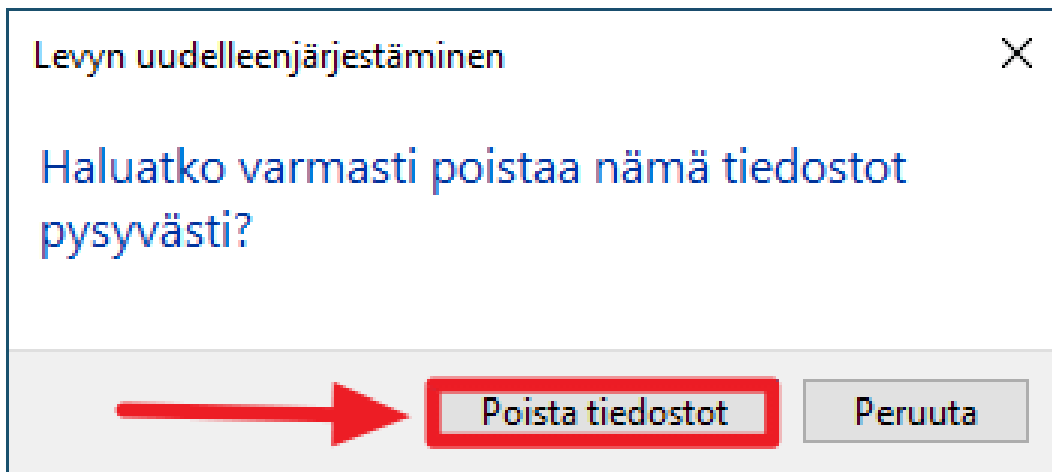 Levyn uudelleenjärjestäminen
Haluatko varmasti poistaa nämä tiedostot
pysyvästi?
Poista tiedostot
Peruuta